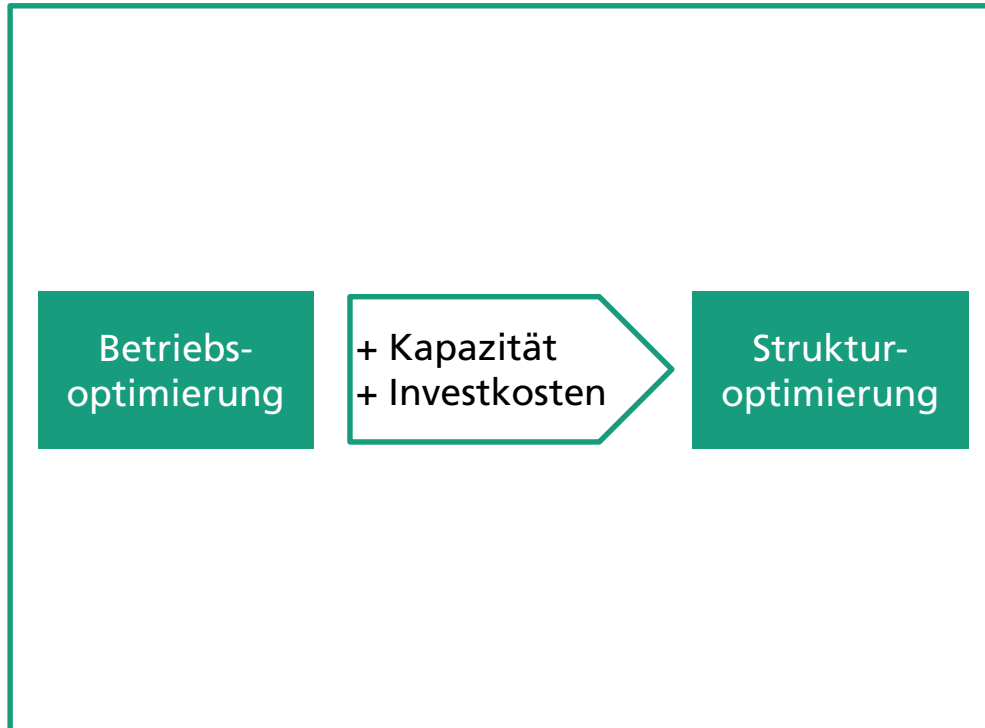 Betriebs-
optimierung
+ Kapazität
+ Investkosten
Struktur-
optimierung